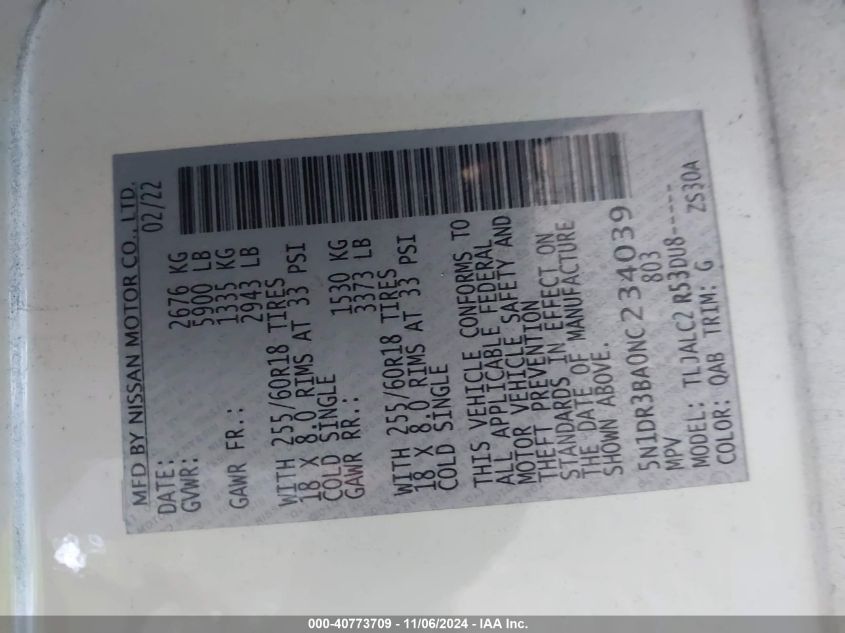 MFD BY NISSAN MOTOR CO., LTD.
DATE: 02/22
GVWR: 2676 KG
5900 LB
GAWR FR.: 1335 KG
2943 LB
WITH 255/60R18 TIRES
18 X 8.0 RIMS AT 33 PSI
COLD SINGLE
GAWR RR.: 1530 KG
3373 LB
WITH 255/60R18 TIRES
18 X 8.0 RIMS AT 33 PSI
COLD SINGLE
THIS VEHICLE CONFORMS TO
ALL APPLICABLE FEDERAL
MOTOR VEHICLE SAFETY AND
THEFT PREVENTION
STANDARDS IN EFFECT ON
THE DATE OF MANUFACTURE
SHOWN ABOVE.
5N1DR3BA0NC234039
MPV 803
MODEL: TLJALC2 R53DU8-----
COLOR: QAB TRIM: G ZS30A
000-40773709 - 11/06/2024 - IAA Inc.